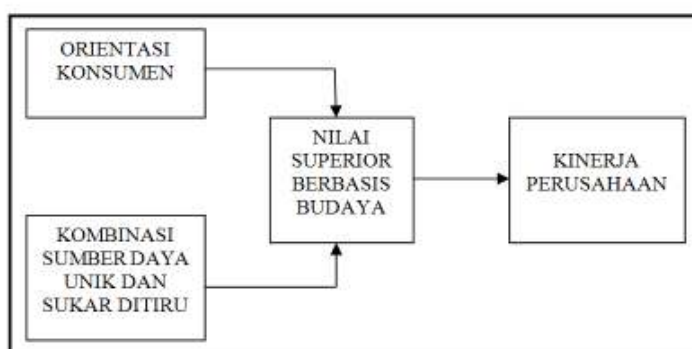 ORIENTASI
KONSUMEN
NILAI
SUPERIOR
BERBASIS
BUDAYA
KINERJA
PERUSAHAAN
KOMBINASI
SUMBER DAYA
UNIK DAN
SUKAR DITIRU